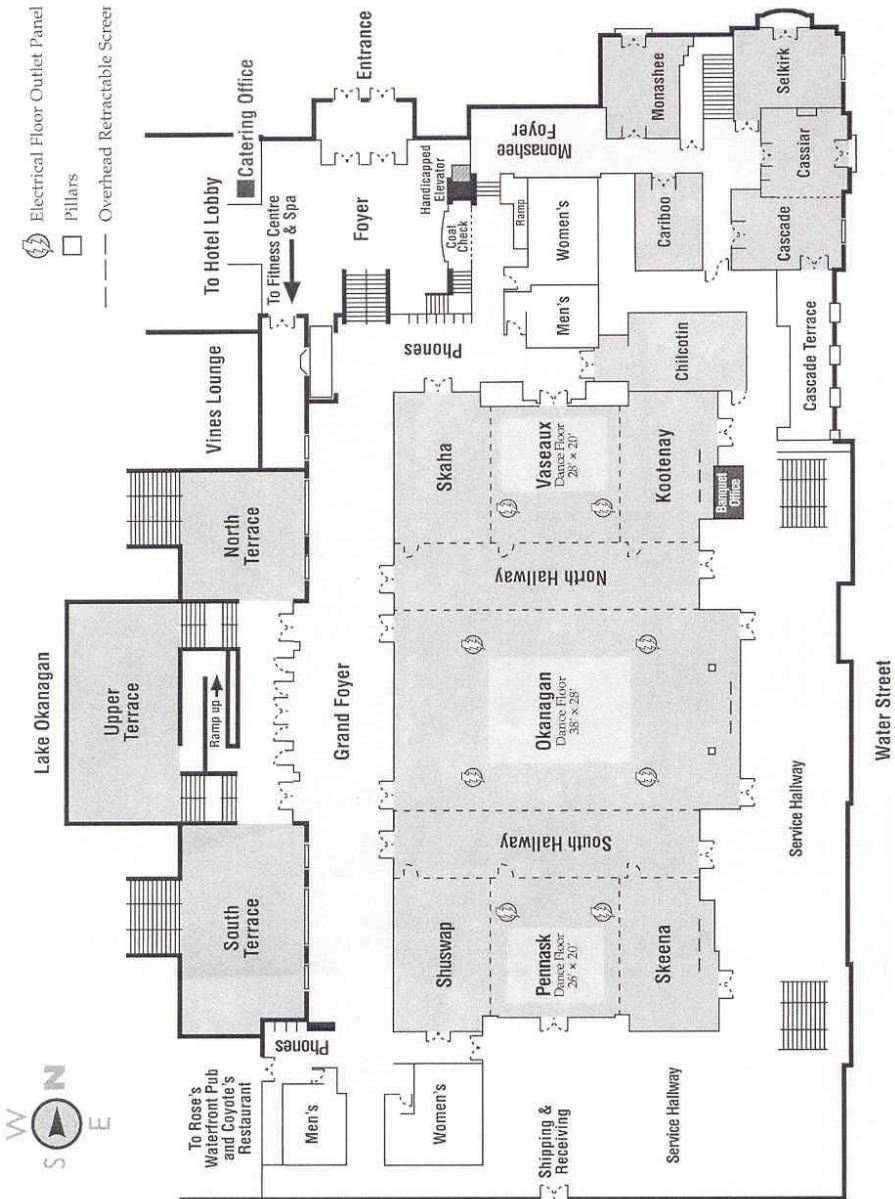 Electrical Floor Outlet Panel
Pillars
Overhead Retractable Screen
W
N
S
E
Lake Okanagan
Upper
Terrace
Ramp up
South
Terrace
North
Terrace
Vines Lounge
To Hotel Lobby
Catering Office
To Fitness Centre
& Spa
To Rose's
Waterfront Pub
and Coyote's
Restaurant
Phones
Men's
Grand Foyer
Foyer
Entrance
Handicapped
Elevator
Coat
Check
Phones
Monashee
Foyer
Ramp
Women's
Men's
Women's
Shuswap
Pennask
Dance Floor
26' × 20'
Skeena
South Hallway
Okanagan
Dance Floor
38' × 28'
North Hallway
Skaha
Vaseaux
Dance Floor
28' × 20'
Kootenay
Banquet
Office
Chilcotin
Cariboo
Monashee
Selkirk
Cassiar
Cascade
Cascade Terrace
Shipping &
Receiving
Service Hallway
Service Hallway
Water Street